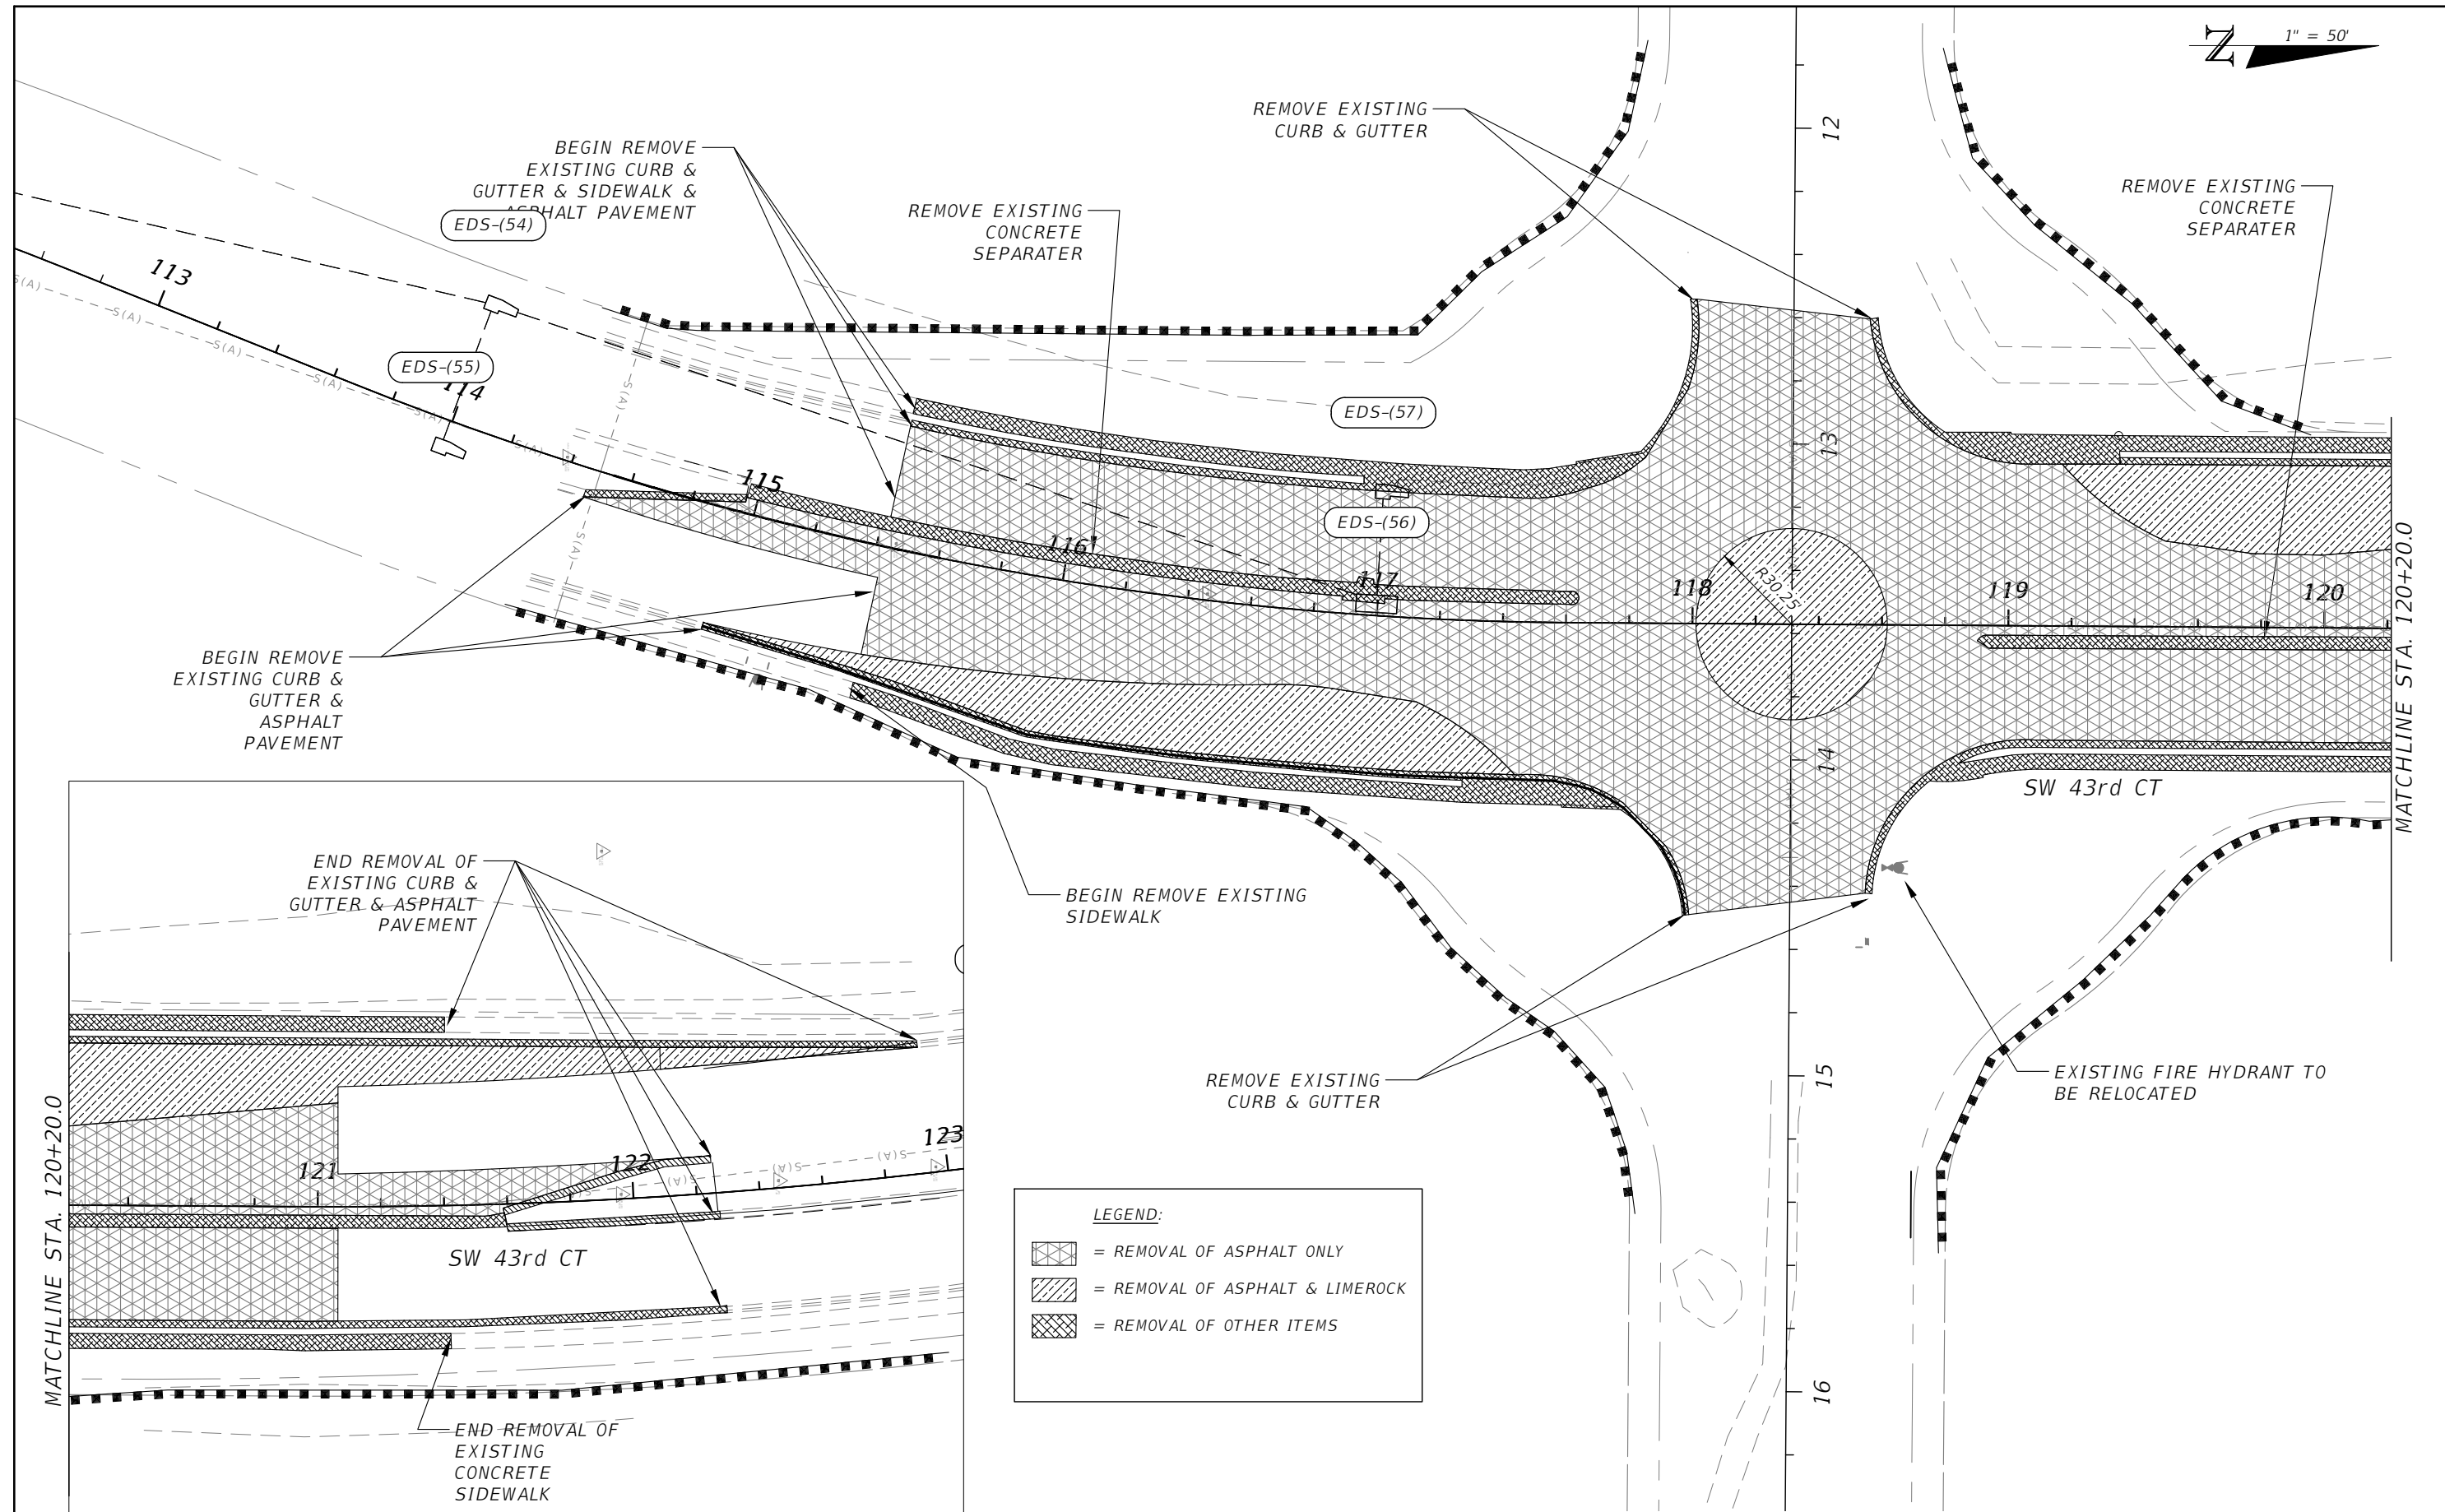 1" = 50'
N
REMOVE EXISTING
CURB & GUTTER
12
BEGIN REMOVE
EXISTING CURB &
GUTTER & SIDEWALK &
ASPHALT PAVEMENT
REMOVE EXISTING
CONCRETE
SEPARATER
REMOVE EXISTING
CONCRETE
SEPARATER
EDS-(54)
113
S(A)
S(A)
S(A)
S(A)
S(A)
S(A)
S(A)
S(A)
EDS-(55)
114
EDS-(57)
13
115
EDS-(56)
116
117
118
R30.25
119
120
MATCHLINE STA. 120+20.0
BEGIN REMOVE
EXISTING CURB &
GUTTER &
ASPHALT
PAVEMENT
14
SW 43rd CT
BEGIN REMOVE EXISTING
SIDEWALK
END REMOVAL OF
EXISTING CURB &
GUTTER & ASPHALT
PAVEMENT
REMOVE EXISTING
CURB & GUTTER
15
EXISTING FIRE HYDRANT TO
BE RELOCATED
MATCHLINE STA. 120+20.0
121
122
123
S(A)
S(A)
S(A)
SW 43rd CT
LEGEND:
= REMOVAL OF ASPHALT ONLY
= REMOVAL OF ASPHALT & LIMEROCK
= REMOVAL OF OTHER ITEMS
16
END REMOVAL OF
EXISTING
CONCRETE
SIDEWALK